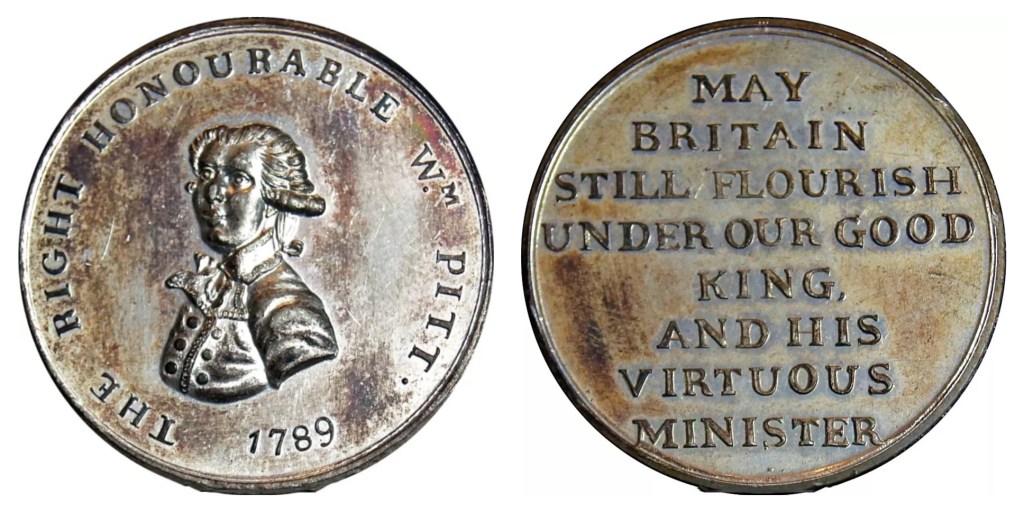 THE RIGHT HONOURABLE Wᴹ. PITT.
1789
MAY
BRITAIN
STILL FLOURISH
UNDER OUR GOOD
KING,
AND HIS
VIRTUOUS
MINISTER